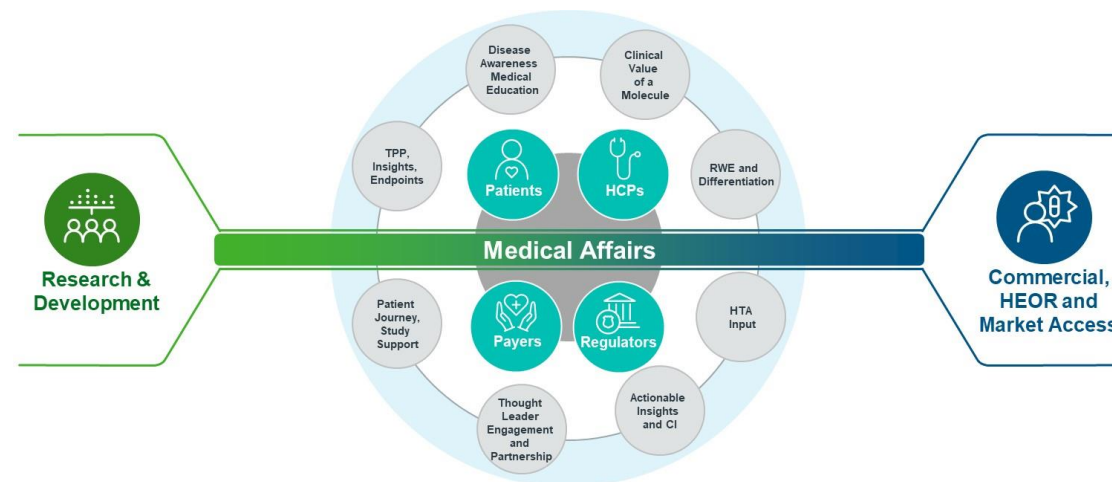 Disease
Awareness
Medical
Education
Clinical
Value
of a
Molecule
TPP,
Insights,
Endpoints
Patients
HCPs
RWE and
Differentiation
Research &
Development
Medical Affairs
Commercial,
HEOR and
Market Access
Patient
Journey,
Study
Support
Payers
Regulators
HTA
Input
Thought
Leader
Engagement
and
Partnership
Actionable
Insights
and CI